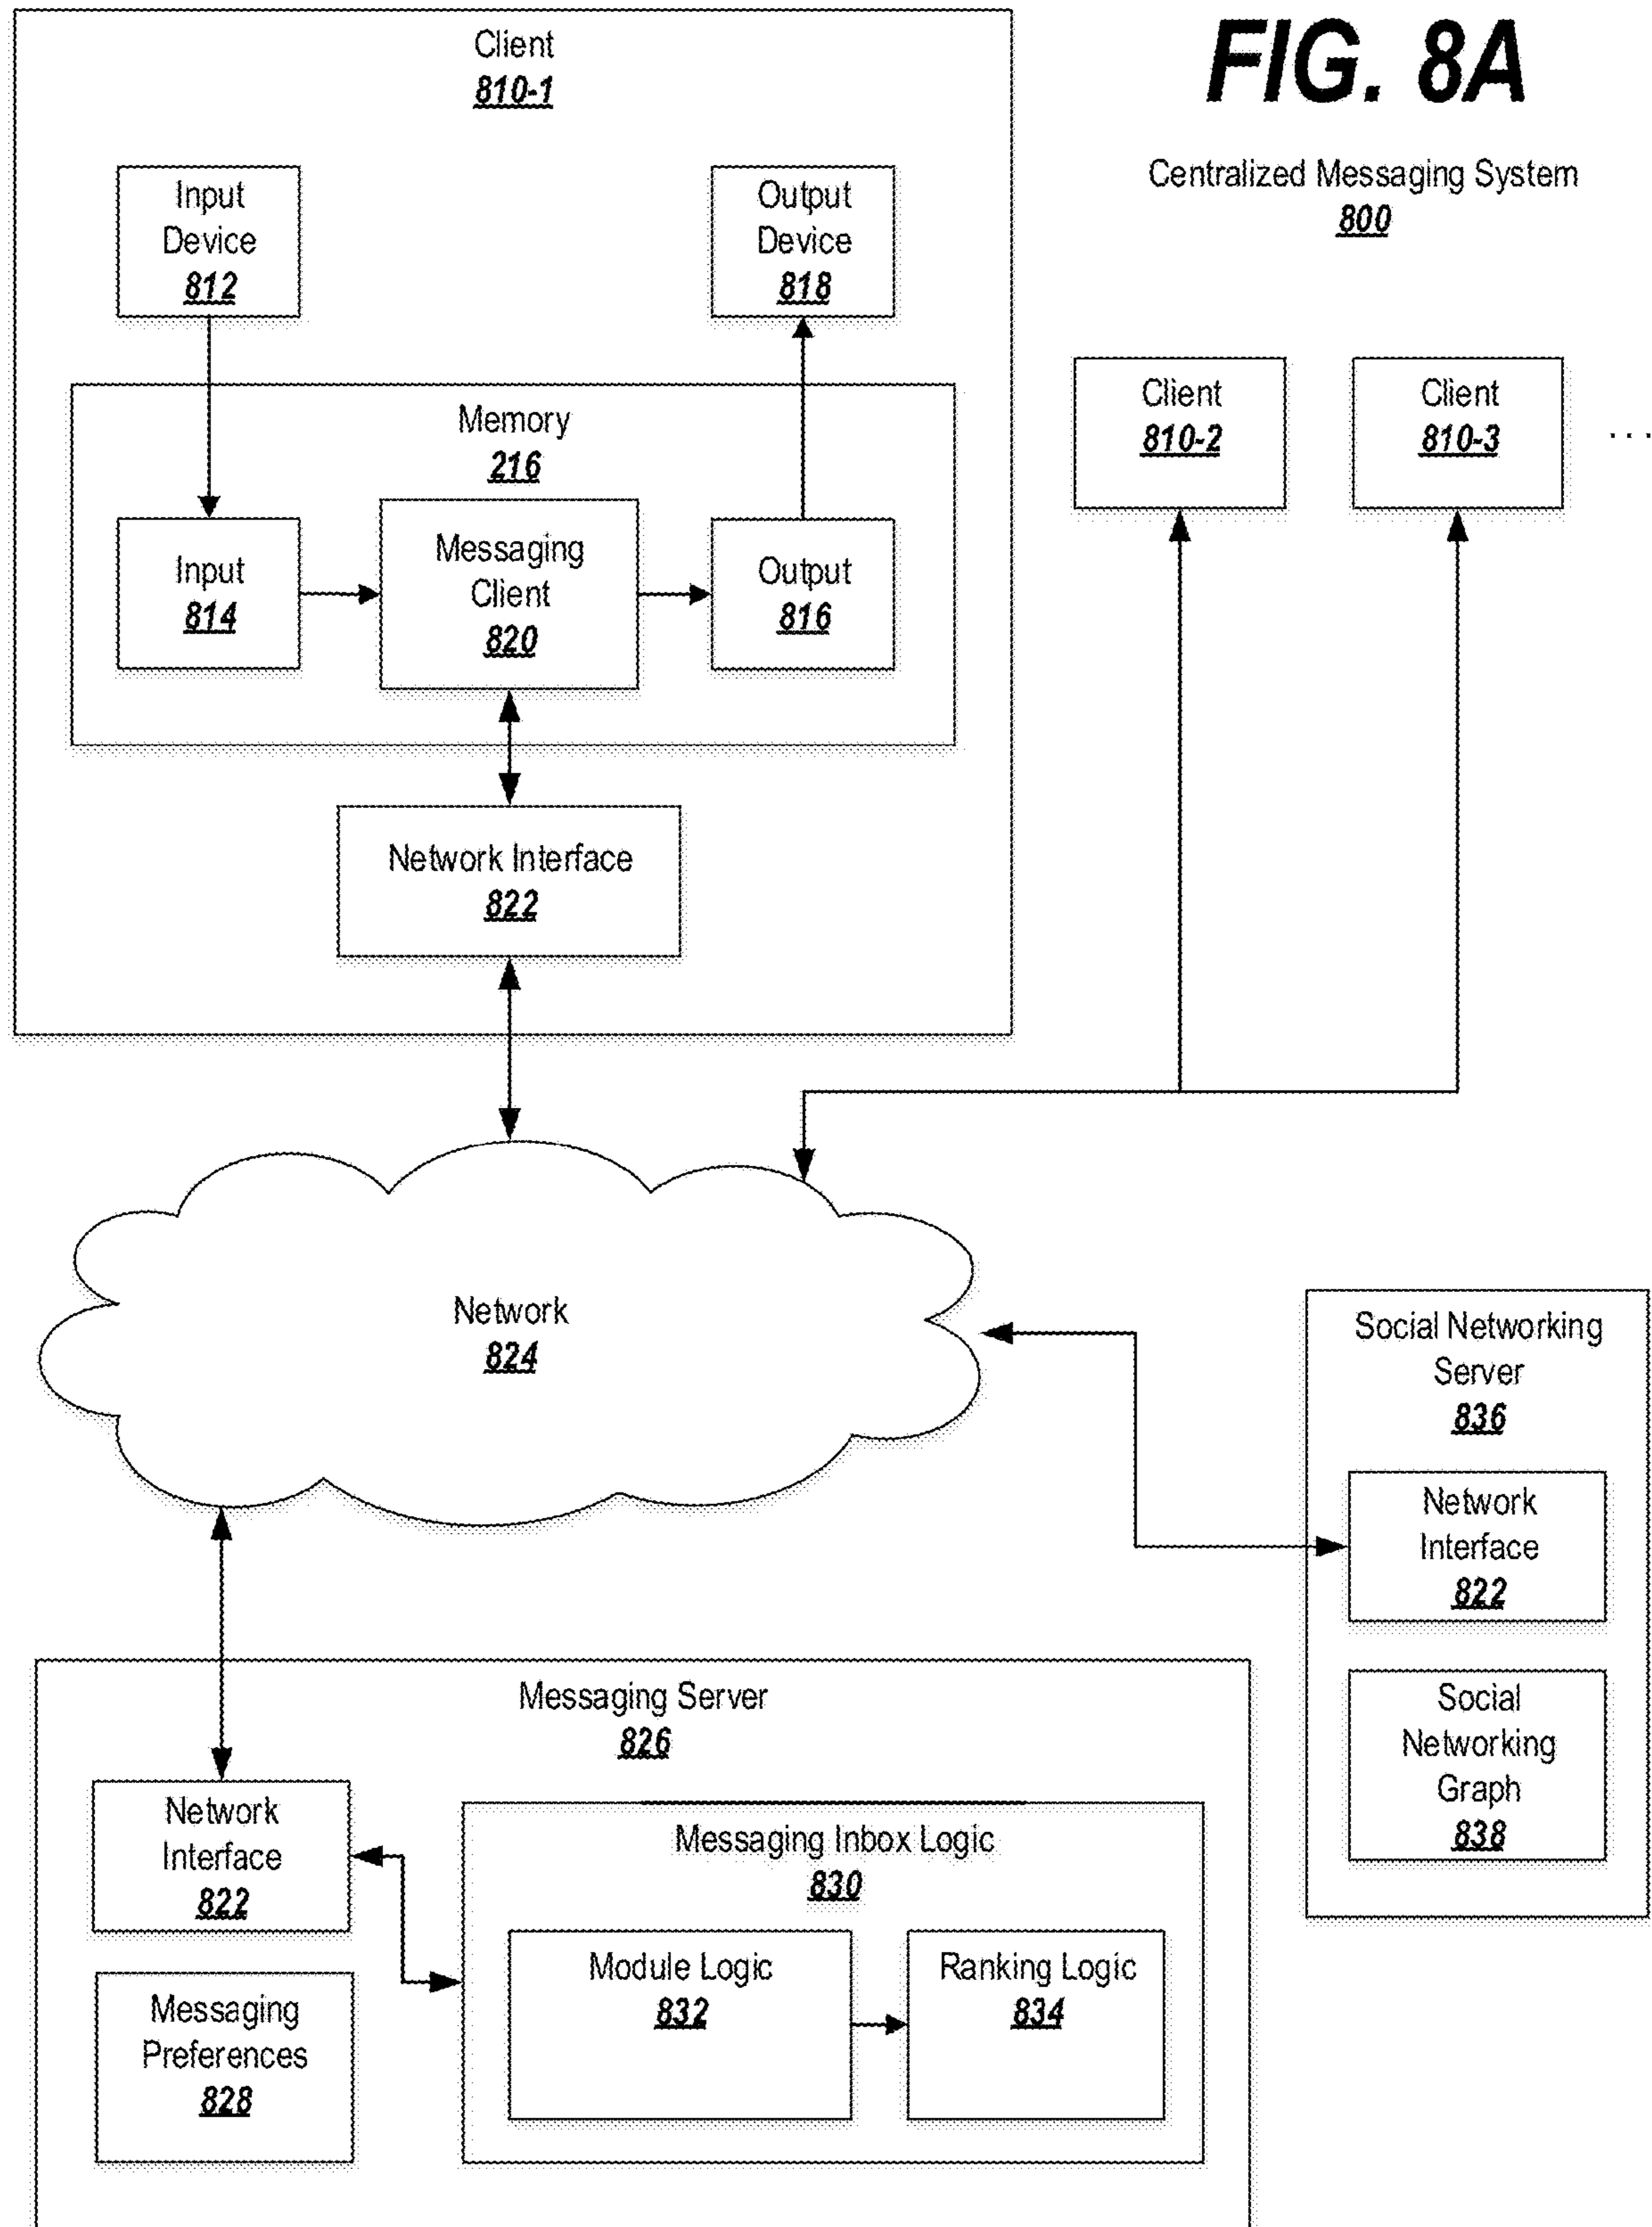 FIG. 8A
Centralized Messaging System
800
Client
810-1
Input
Device
812
Output
Device
818
Memory
216
Input
814
Messaging
Client
820
Output
816
Network Interface
822
Client
810-2
Client
810-3
...
Network
824
Social Networking
Server
836
Network
Interface
822
Social
Networking
Graph
838
Messaging Server
826
Network
Interface
822
Messaging
Preferences
828
Messaging Inbox Logic
830
Module Logic
832
Ranking Logic
834